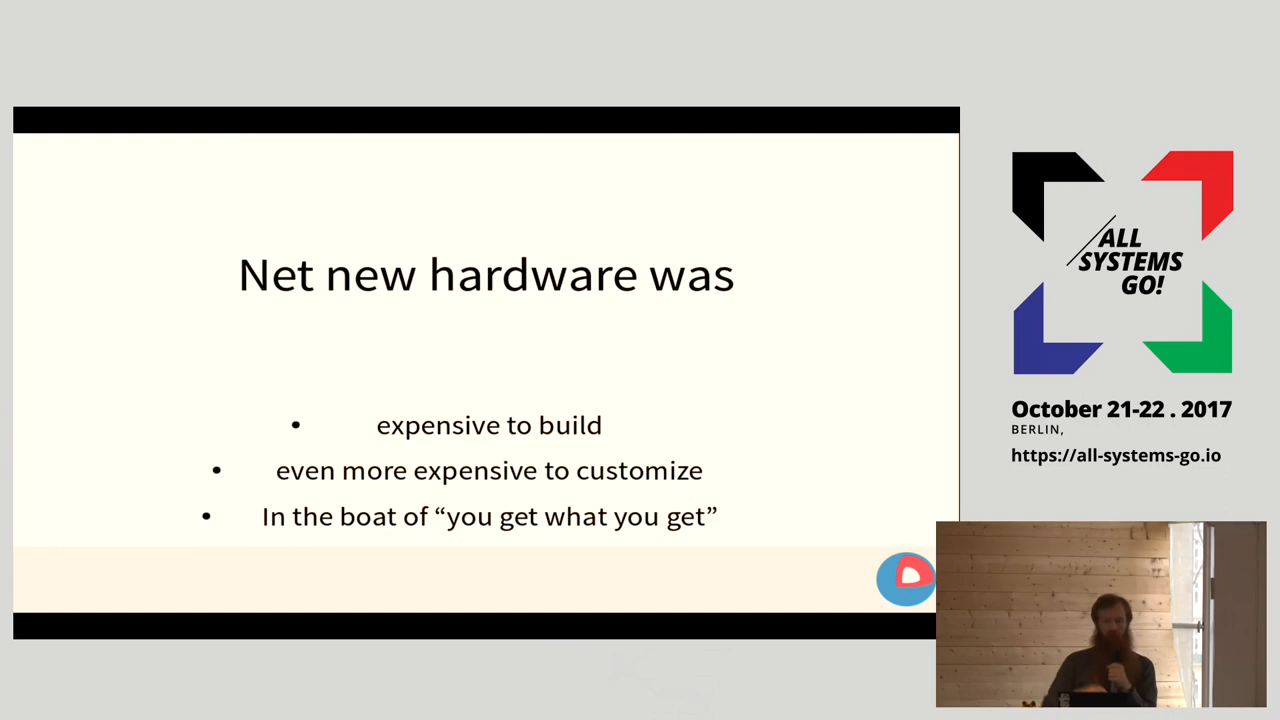 Net new hardware was
• expensive to build
• even more expensive to customize
• In the boat of “you get what you get”
ALL
SYSTEMS
GO!
October 21-22 . 2017
BERLIN,
https://all-systems-go.io